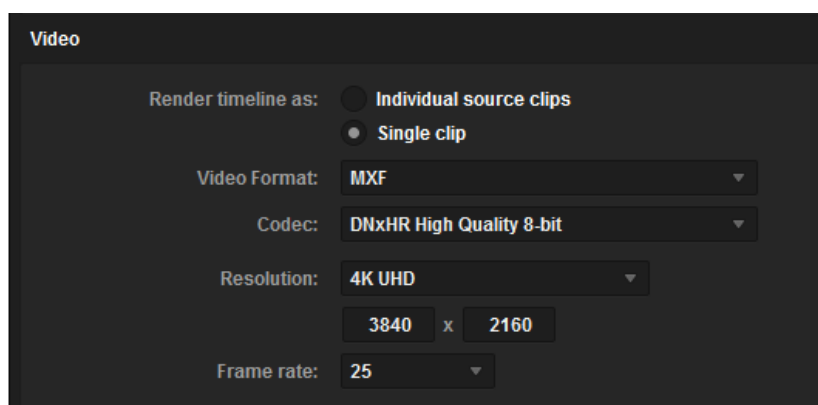 Video
Render timeline as: Individual source clips
Single clip
Video Format: MXF
Codec: DNxHR High Quality 8-bit
Resolution: 4K UHD
3840 x 2160
Frame rate: 25